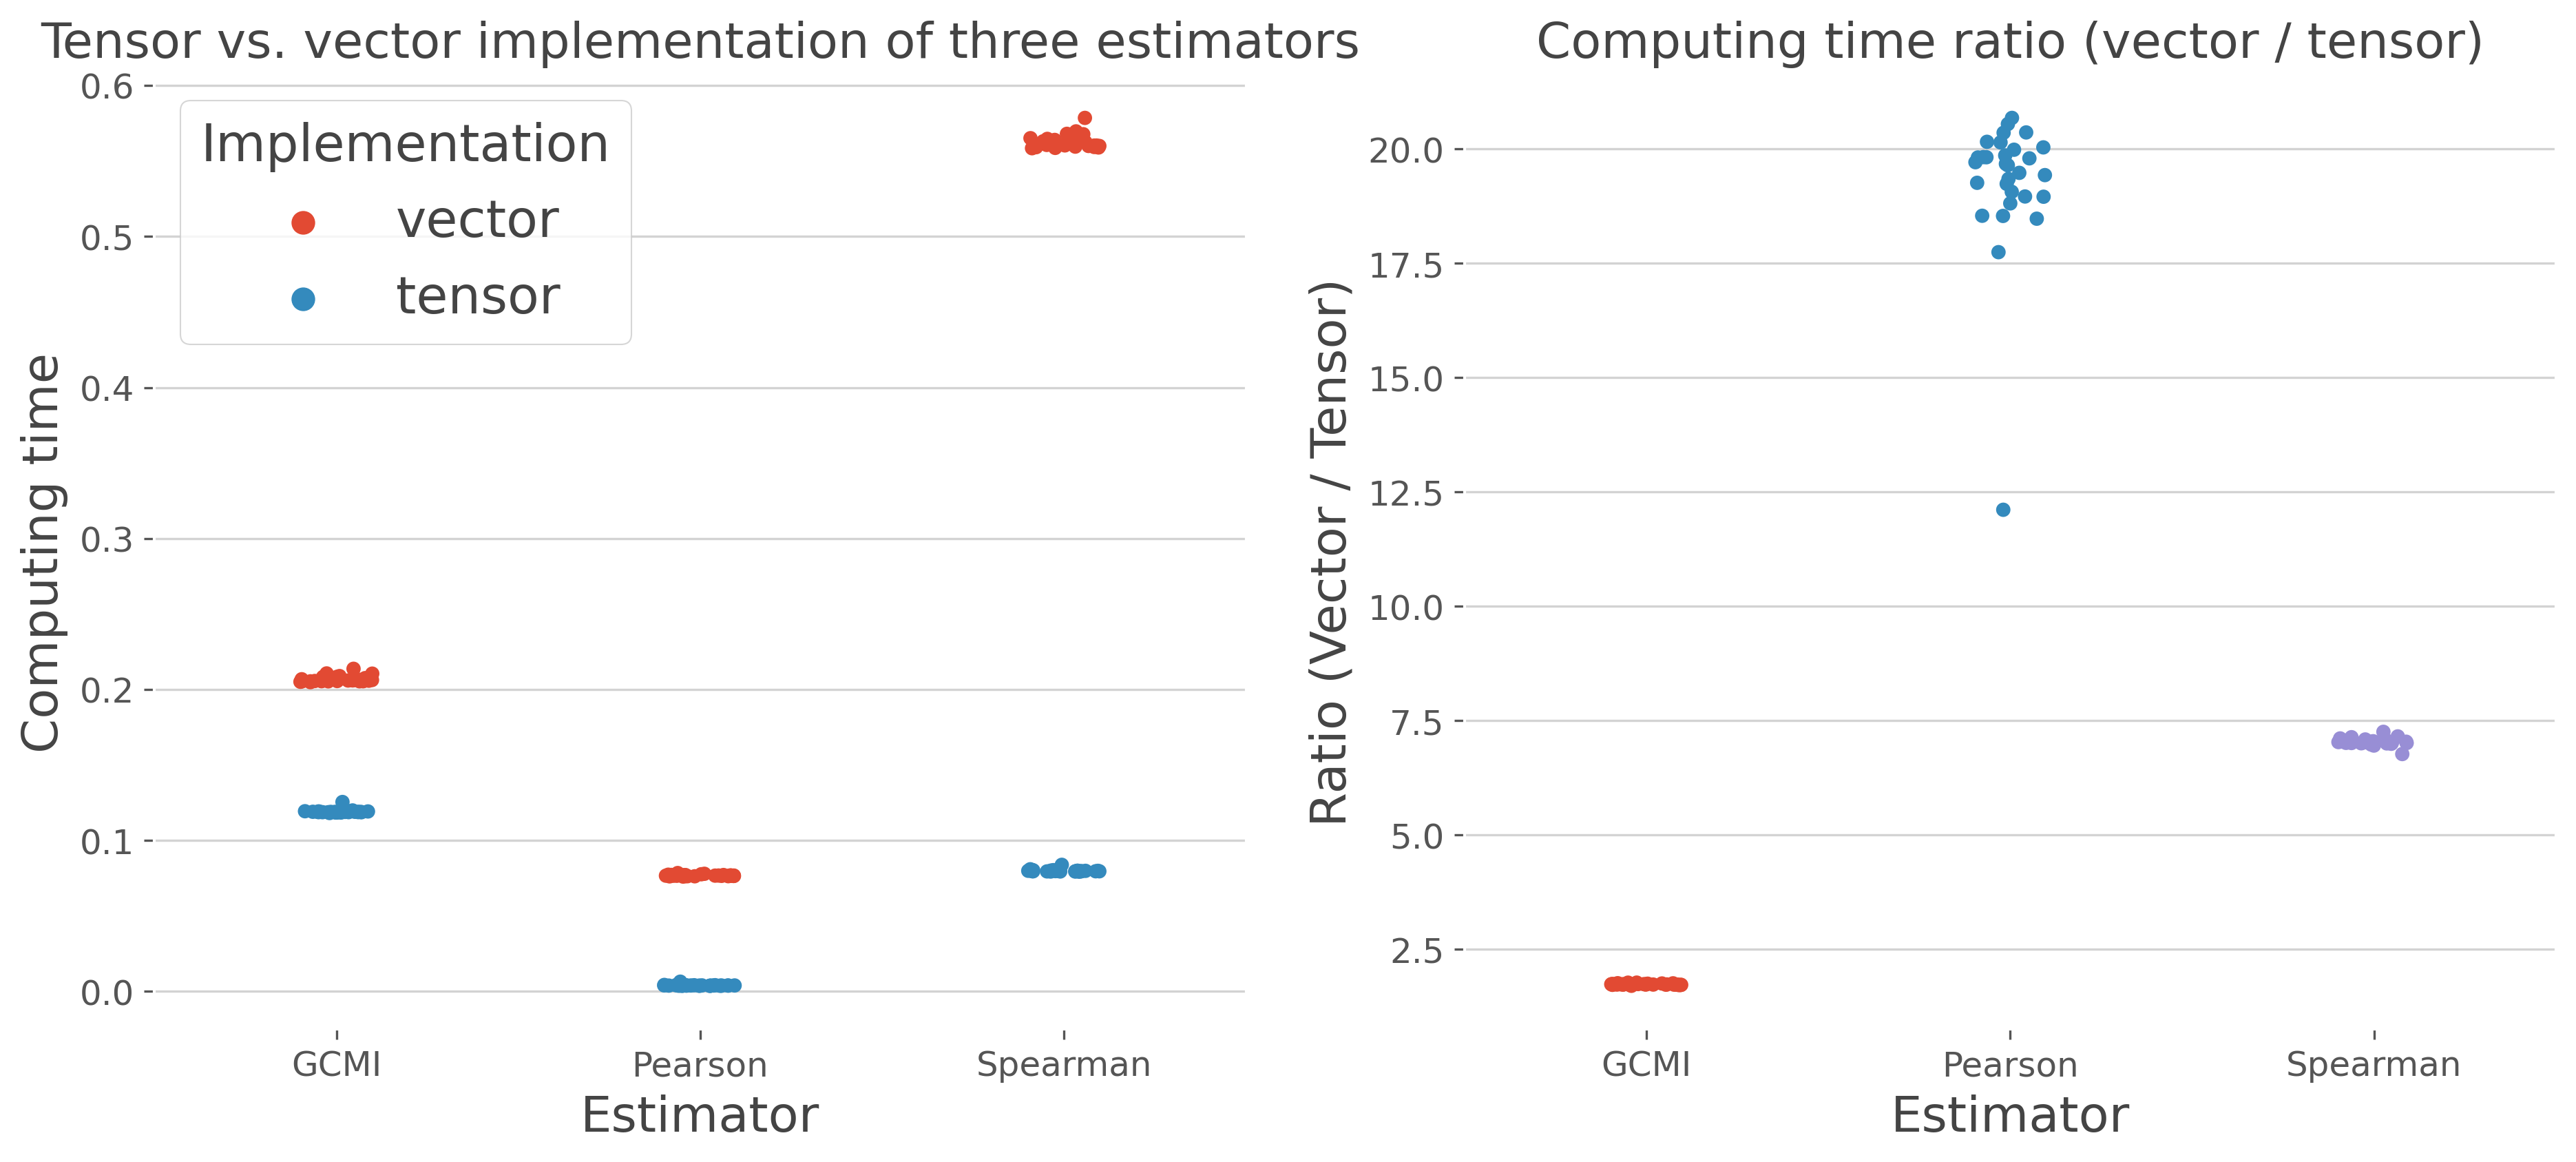 Tensor vs. vector implementation of three estimators
0.6
0.5
0.4
0.3
0.2
0.1
0.0
Computing time
Implementation
vector
tensor
GCMI
Pearson
Spearman
Estimator
Computing time ratio (vector / tensor)
20.0
17.5
15.0
12.5
10.0
7.5
5.0
2.5
Ratio (Vector / Tensor)
GCMI
Pearson
Spearman
Estimator